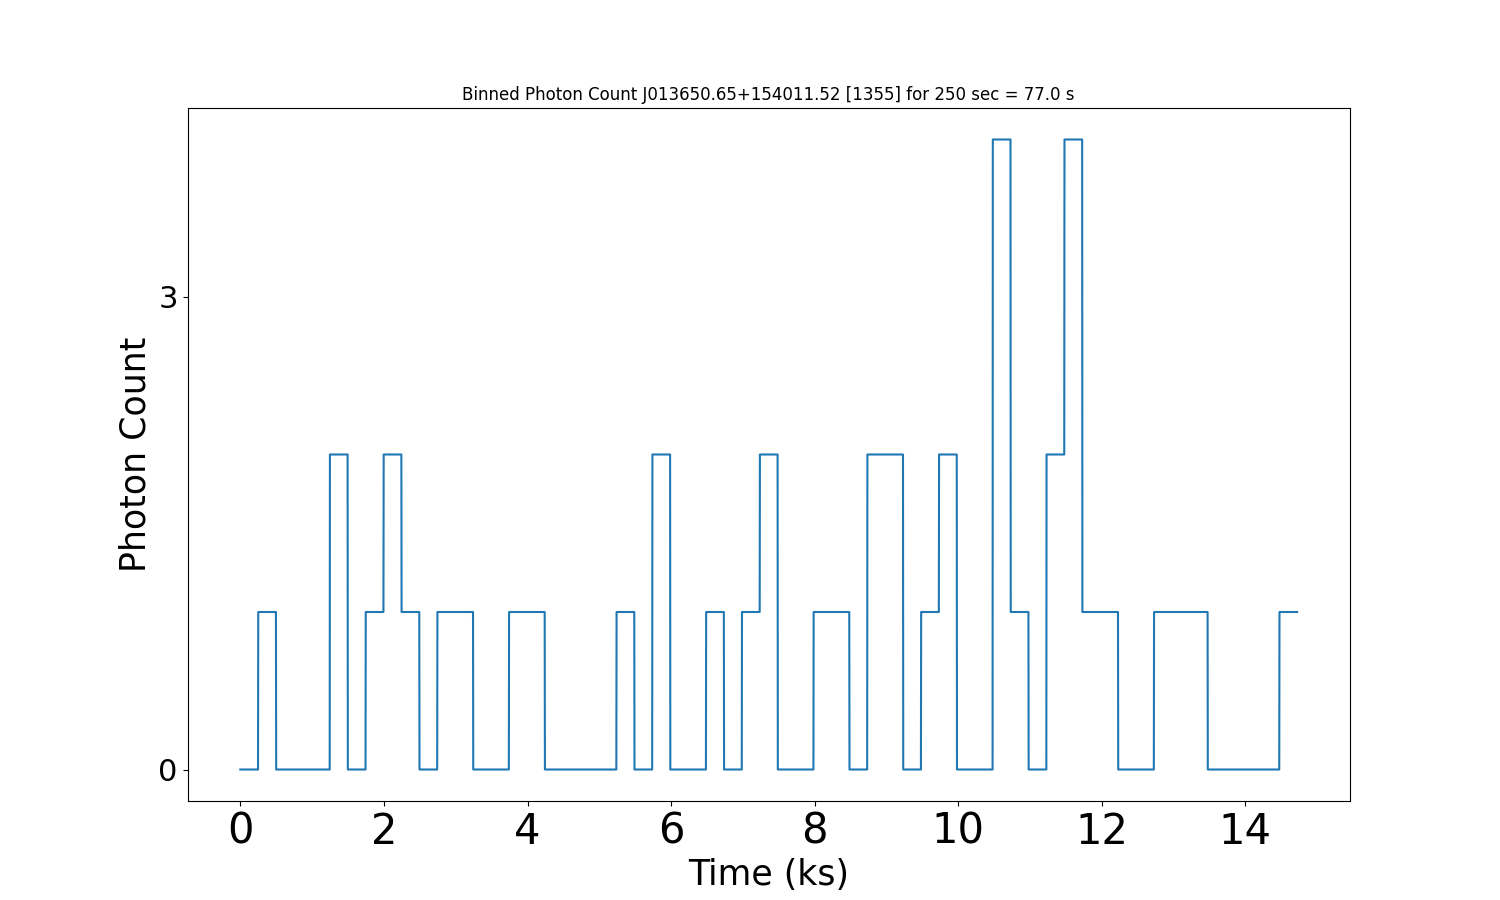 Binned Photon Count J013650.65+154011.52 [1355] for 250 sec = 77.0 s
Photon Count
3
0
0 2 4 6 8 10 12 14
Time (ks)